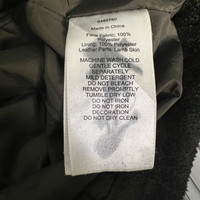 Made in China
Face Fabric: 100%
Polyester
Lining: 100% Polyester
Leather Parts: Lamb Skin
MACHINE WASH COLD
GENTLE CYCLE
SEPARATELY
MILD DETERGENT
DO NOT BLEACH
REMOVE PROMPTLY
TUMBLE DRY LOW
DO NOT IRON
DO NOT IRON
DECORATION
DO NOT DRY CLEAN